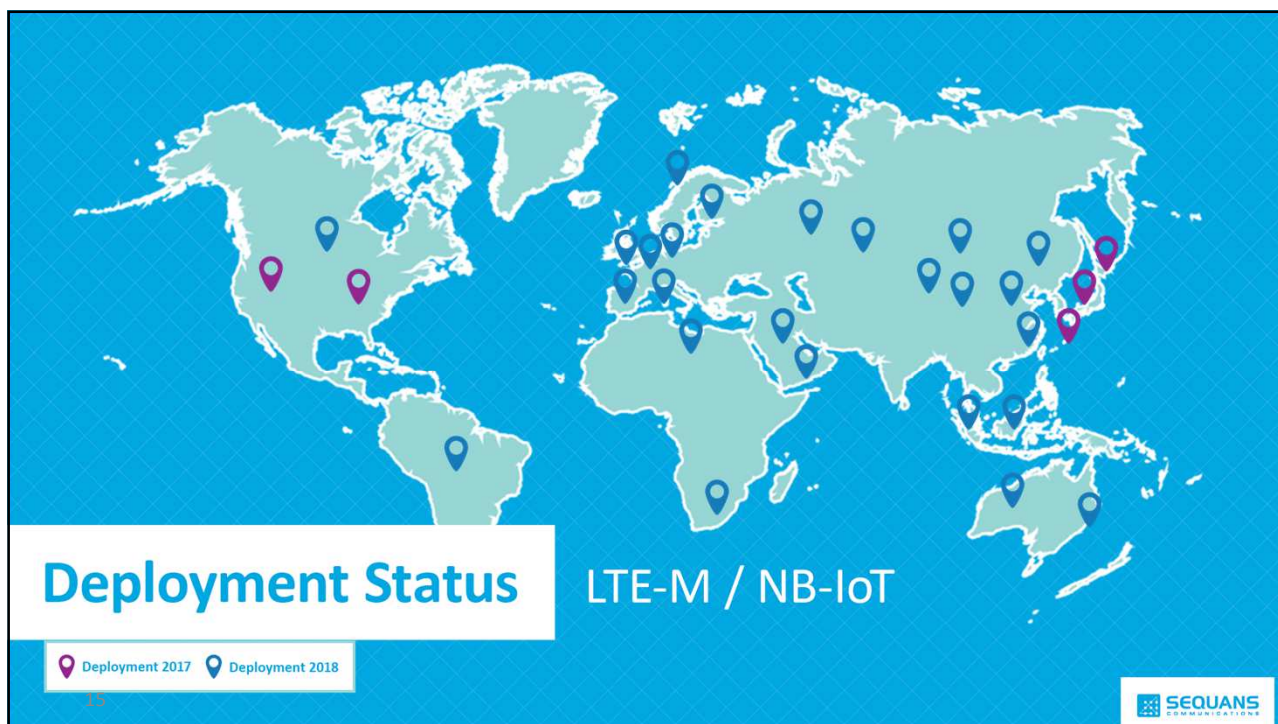 Deployment Status
LTE-M / NB-IoT
Deployment 2017
Deployment 2018
15
SEQUANS
COMMUNICATIONS